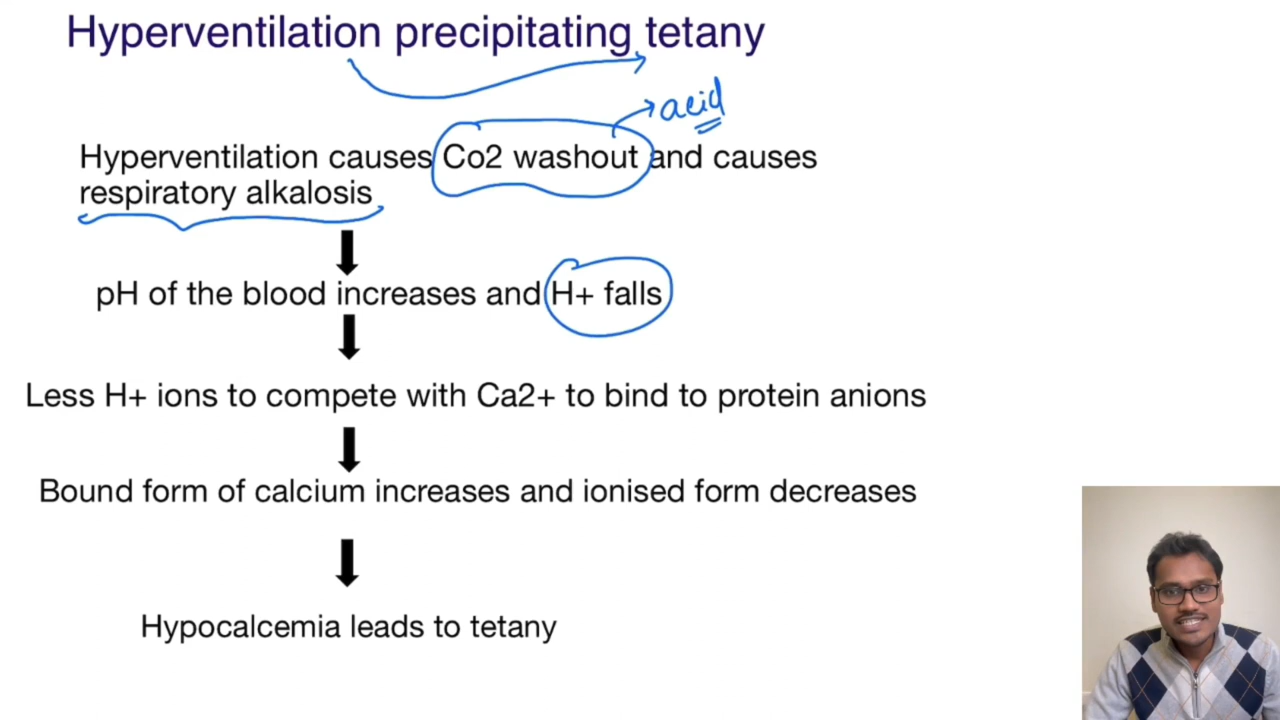 Hyperventilation precipitating tetany
acid
Hyperventilation causes Co2 washout and causes
respiratory alkalosis
pH of the blood increases and H+ falls
Less H+ ions to compete with Ca2+ to bind to protein anions
Bound form of calcium increases and ionised form decreases
Hypocalcemia leads to tetany